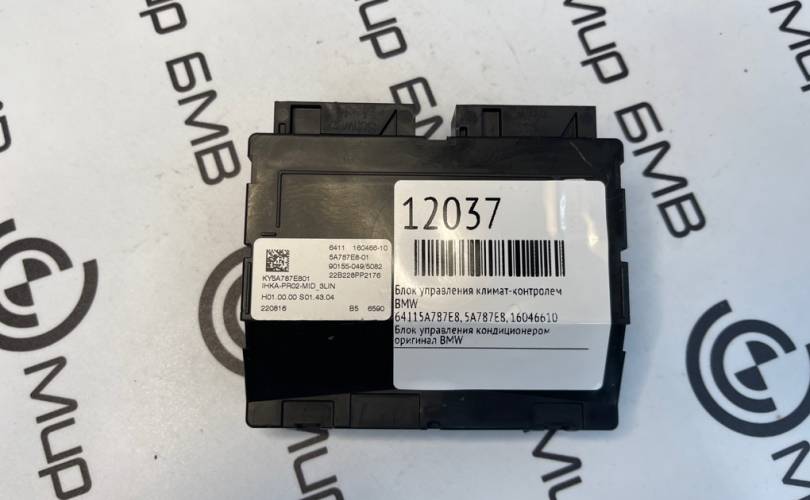 Мир БМВ
Мир БМВ
12037
6411 160466-10
5A787E8-01
90155-049/5082
22B228PP2176
KY5A787E801
IHKA-PR02-MID_3LIN
H01.00.00 S01.43.04
220816 B5 6590
Блок управления климат-контролем
BMW
64115A787E8, 5A787E8, 16046610
Блок управления кондиционером
оригинал BMW
Мир